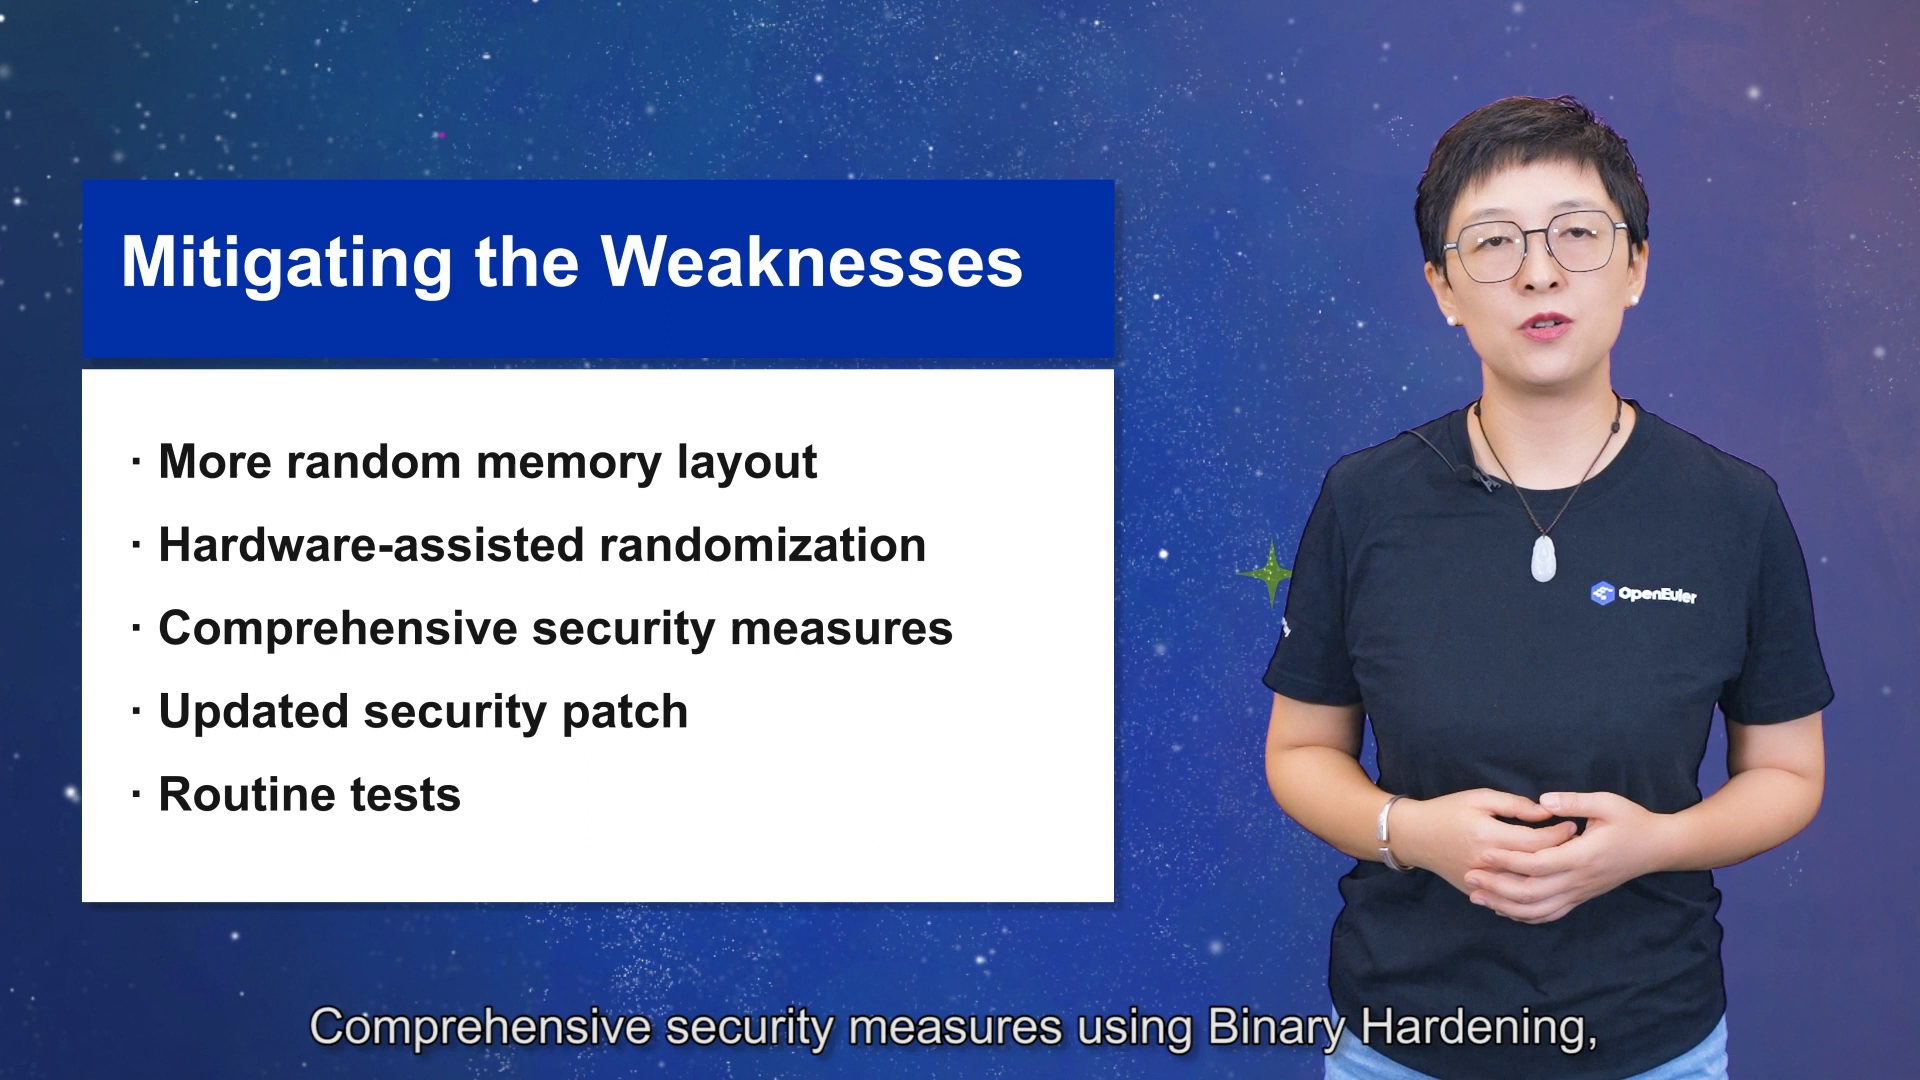 Mitigating the Weaknesses
· More random memory layout
· Hardware-assisted randomization
· Comprehensive security measures
· Updated security patch
· Routine tests
OpenEuler
Comprehensive security measures using Binary Hardening,